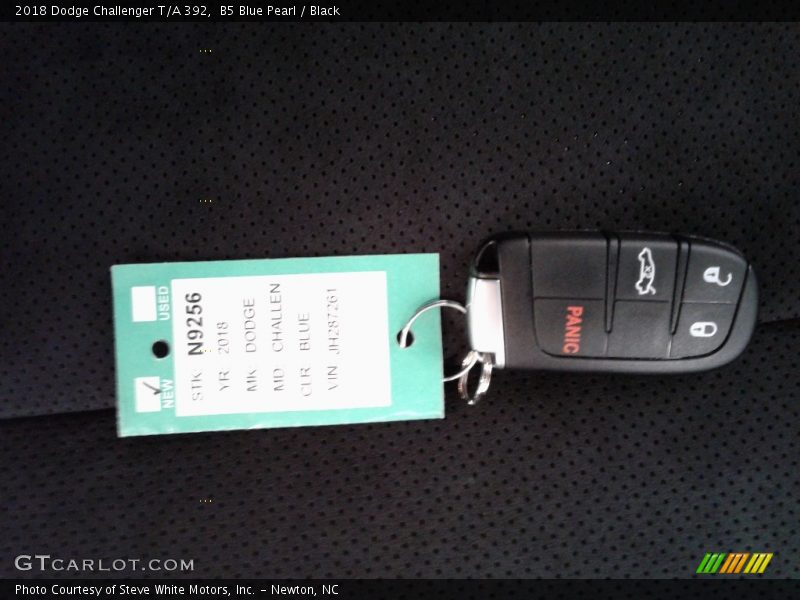 2018 Dodge Challenger T/A 392,  B5 Blue Pearl / Black
USED
NEW
STK N9256
YR 2018
MK DODGE
MD CHALLEN
CLR BLUE
VIN JH287261
PANIC
GTCARLOT.COM
Photo Courtesy of Steve White Motors, Inc. – Newton, NC